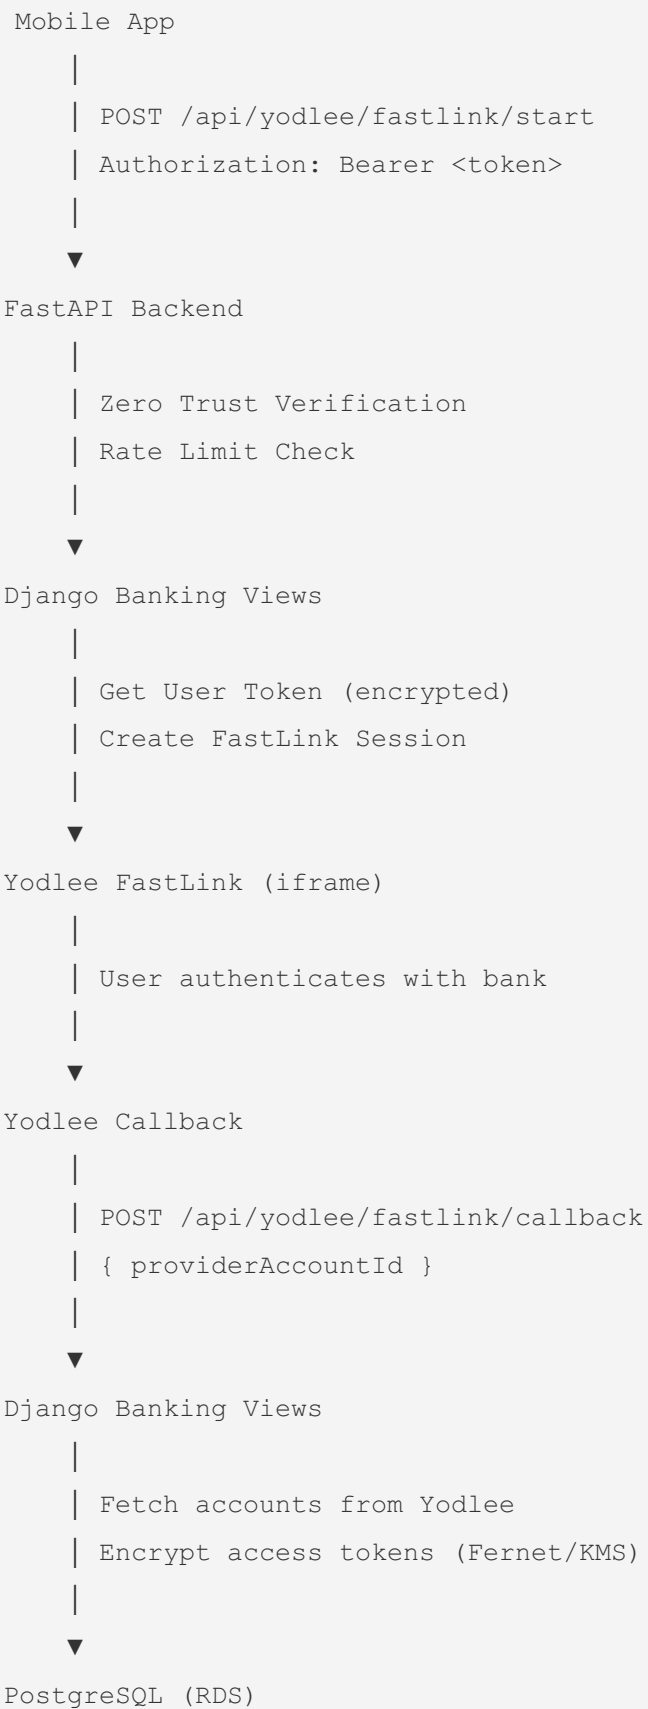 Mobile App
│
│ POST /api/yodlee/fastlink/start
│ Authorization: Bearer <token>
│
▼
FastAPI Backend
│
│ Zero Trust Verification
│ Rate Limit Check
│
▼
Django Banking Views
│
│ Get User Token (encrypted)
│ Create FastLink Session
│
▼
Yodlee FastLink (iframe)
│
│ User authenticates with bank
│
▼
Yodlee Callback
│
│ POST /api/yodlee/fastlink/callback
│ { providerAccountId }
│
▼
Django Banking Views
│
│ Fetch accounts from Yodlee
│ Encrypt access tokens (Fernet/KMS)
│
▼
PostgreSQL (RDS)